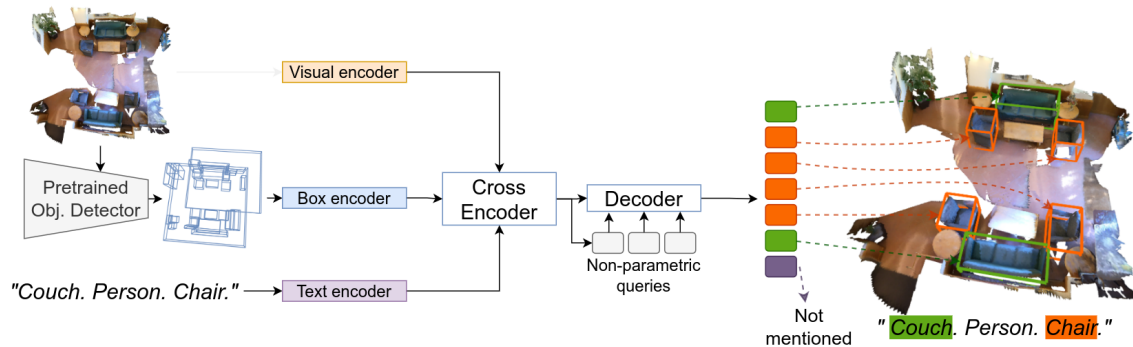 Visual encoder
Pretrained
Obj. Detector
Box encoder
Cross
Encoder
Decoder
Non-parametric
queries
"Couch. Person. Chair."
Text encoder
Not
mentioned
" Couch. Person. Chair."